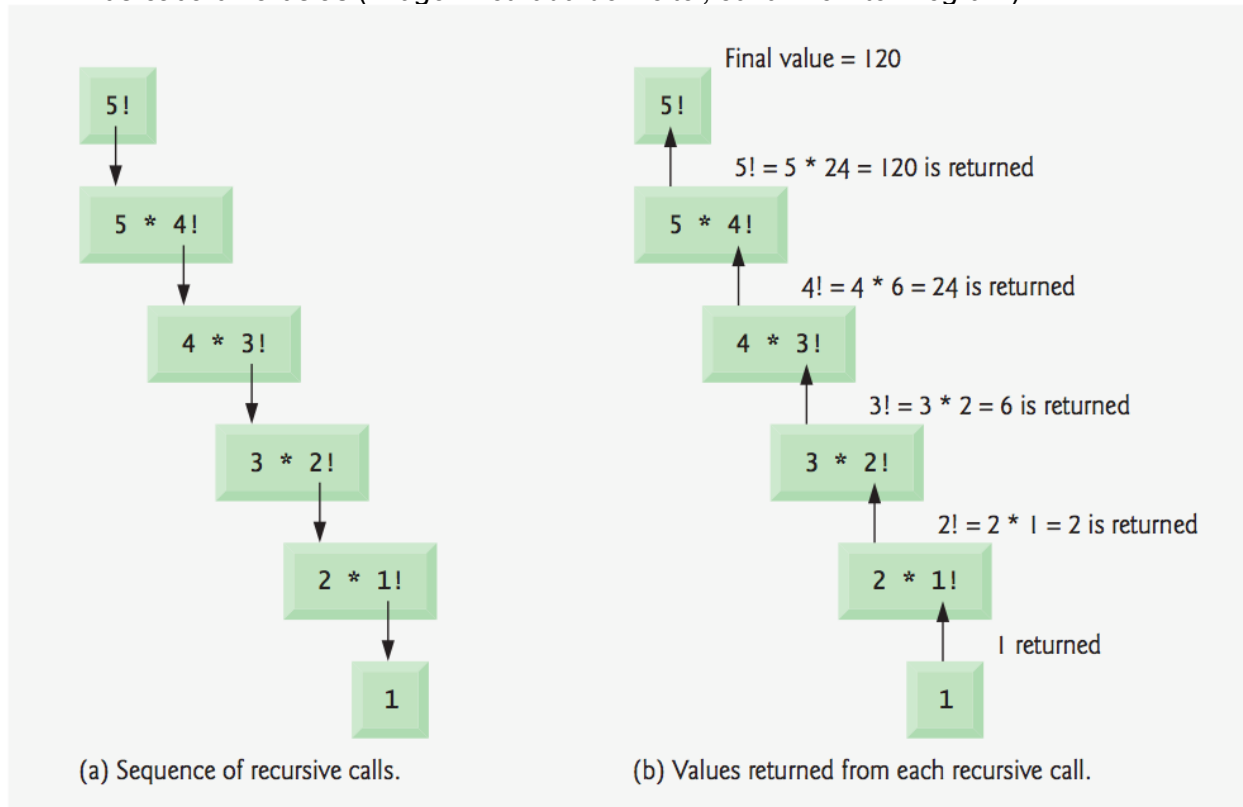 5!
5 * 4!
4 * 3!
3 * 2!
2 * 1!
1
(a) Sequence of recursive calls.
Final value = 120
5!
5! = 5 * 24 = 120 is returned
5 * 4!
4! = 4 * 6 = 24 is returned
4 * 3!
3! = 3 * 2 = 6 is returned
3 * 2!
2! = 2 * 1 = 2 is returned
2 * 1!
1 returned
1
(b) Values returned from each recursive call.